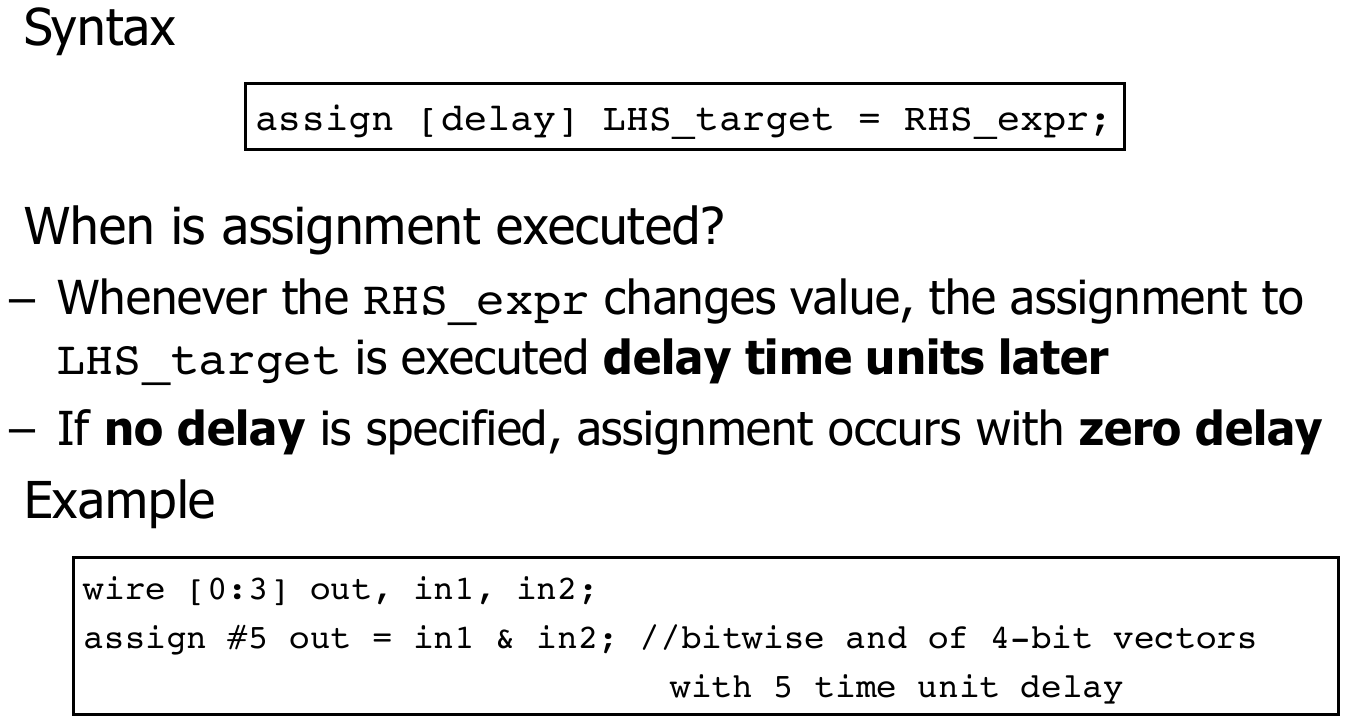 Syntax
assign [delay] LHS_target = RHS_expr;
When is assignment executed?
– Whenever the RHS_expr changes value, the assignment to
LHS_target is executed delay time units later
– If no delay is specified, assignment occurs with zero delay
Example
wire [0:3] out, in1, in2;
assign #5 out = in1 & in2; //bitwise and of 4-bit vectors
with 5 time unit delay